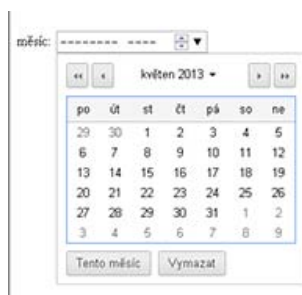 měsíc: -------- ----
květen 2013
po út st čt pá so ne
29 30 1 2 3 4 5
6 7 8 9 10 11 12
13 14 15 16 17 18 19
20 21 22 23 24 25 26
27 28 29 30 31 1 2
3 4 5 6 7 8 9
Tento měsíc Vymazat